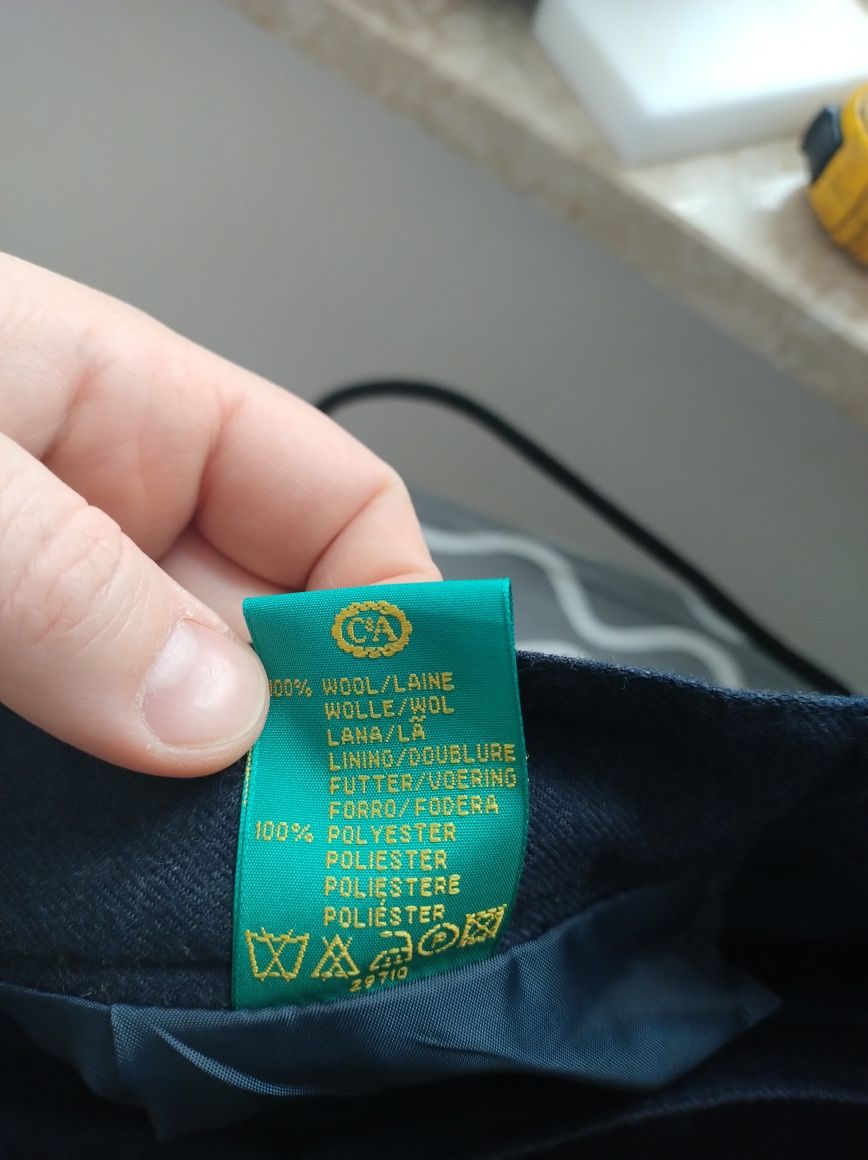 C&A
100% WOOL/LAINE
WOLLE/WOL
LANA/LÃ
LINING/DOUBLURE
FUTTER/VOERING
FORRO/FODERA
100% POLYESTER
POLIESTER
POLIESTERE
POLIÉSTER
P
29710